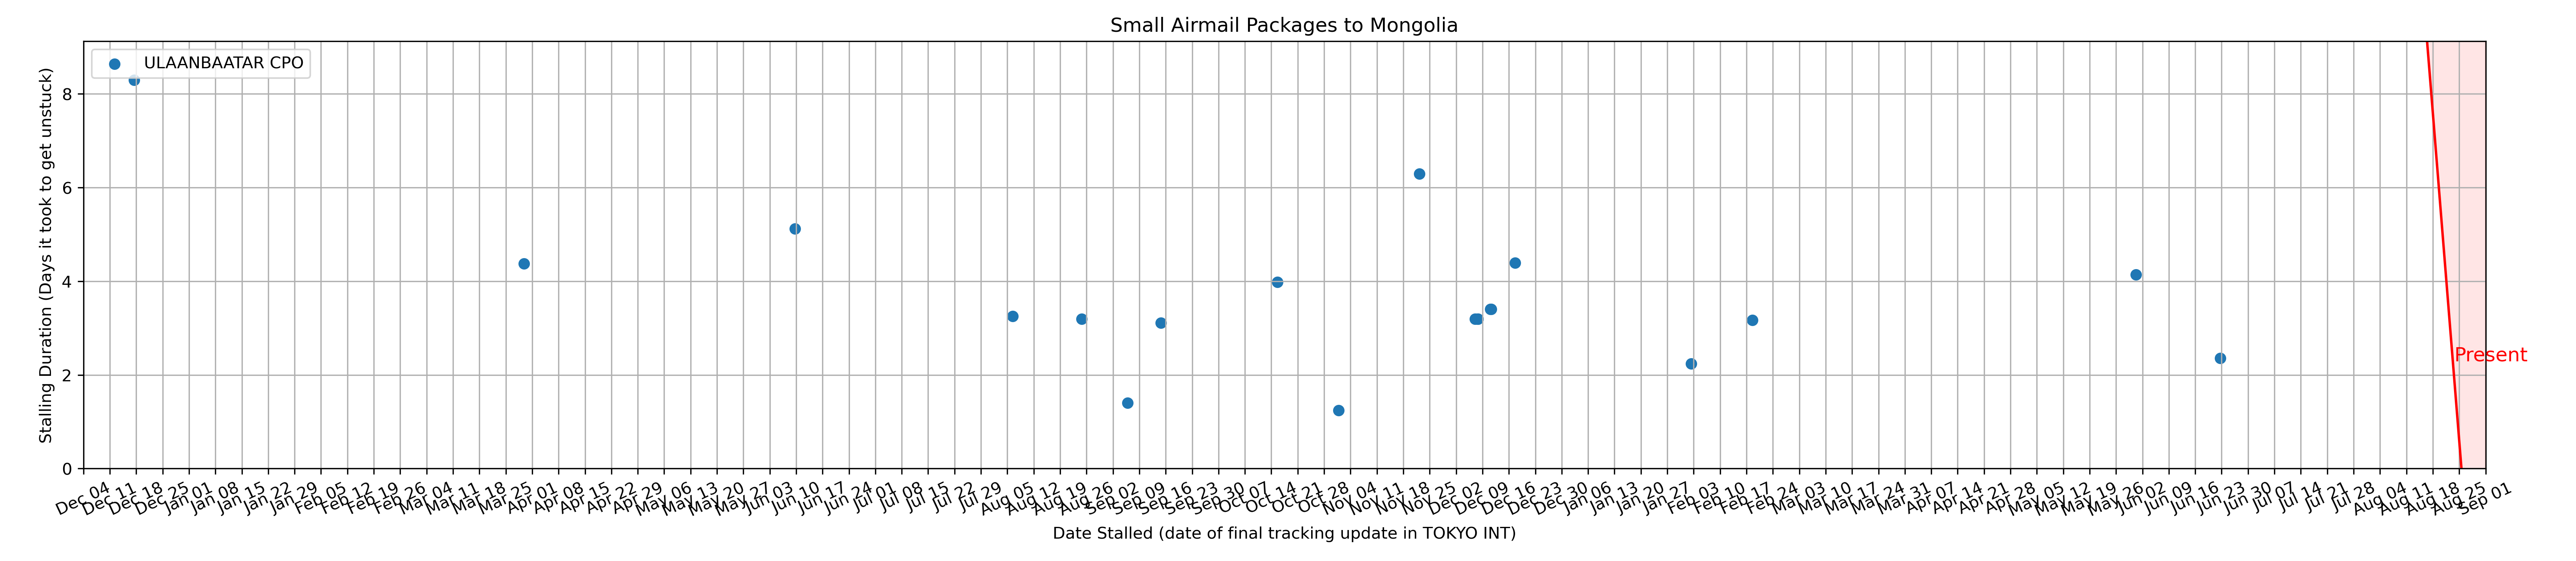 Small Airmail Packages to Mongolia
ULAANBAATAR CPO
Stalling Duration (Days it took to get unstuck)
8
6
4
2
0
Present
Dec 04
Dec 11
Dec 18
Dec 25
Jan 01
Jan 08
Jan 15
Jan 22
Jan 29
Feb 05
Feb 12
Feb 19
Feb 26
Mar 04
Mar 11
Mar 18
Mar 25
Apr 01
Apr 08
Apr 15
Apr 22
Apr 29
May 06
May 13
May 20
May 27
Jun 03
Jun 10
Jun 17
Jun 24
Jul 01
Jul 08
Jul 15
Jul 22
Jul 29
Aug 05
Aug 12
Aug 19
Aug 26
Sep 02
Sep 09
Sep 16
Sep 23
Sep 30
Oct 07
Oct 14
Oct 21
Oct 28
Nov 04
Nov 11
Nov 18
Nov 25
Dec 02
Dec 09
Dec 16
Dec 23
Dec 30
Jan 06
Jan 13
Jan 20
Jan 27
Feb 03
Feb 10
Feb 17
Feb 24
Mar 03
Mar 10
Mar 17
Mar 24
Mar 31
Apr 07
Apr 14
Apr 21
Apr 28
May 05
May 12
May 19
May 26
Jun 02
Jun 09
Jun 16
Jun 23
Jun 30
Jul 07
Jul 14
Jul 21
Jul 28
Aug 04
Aug 11
Aug 18
Aug 25
Sep 01
Date Stalled (date of final tracking update in TOKYO INT)